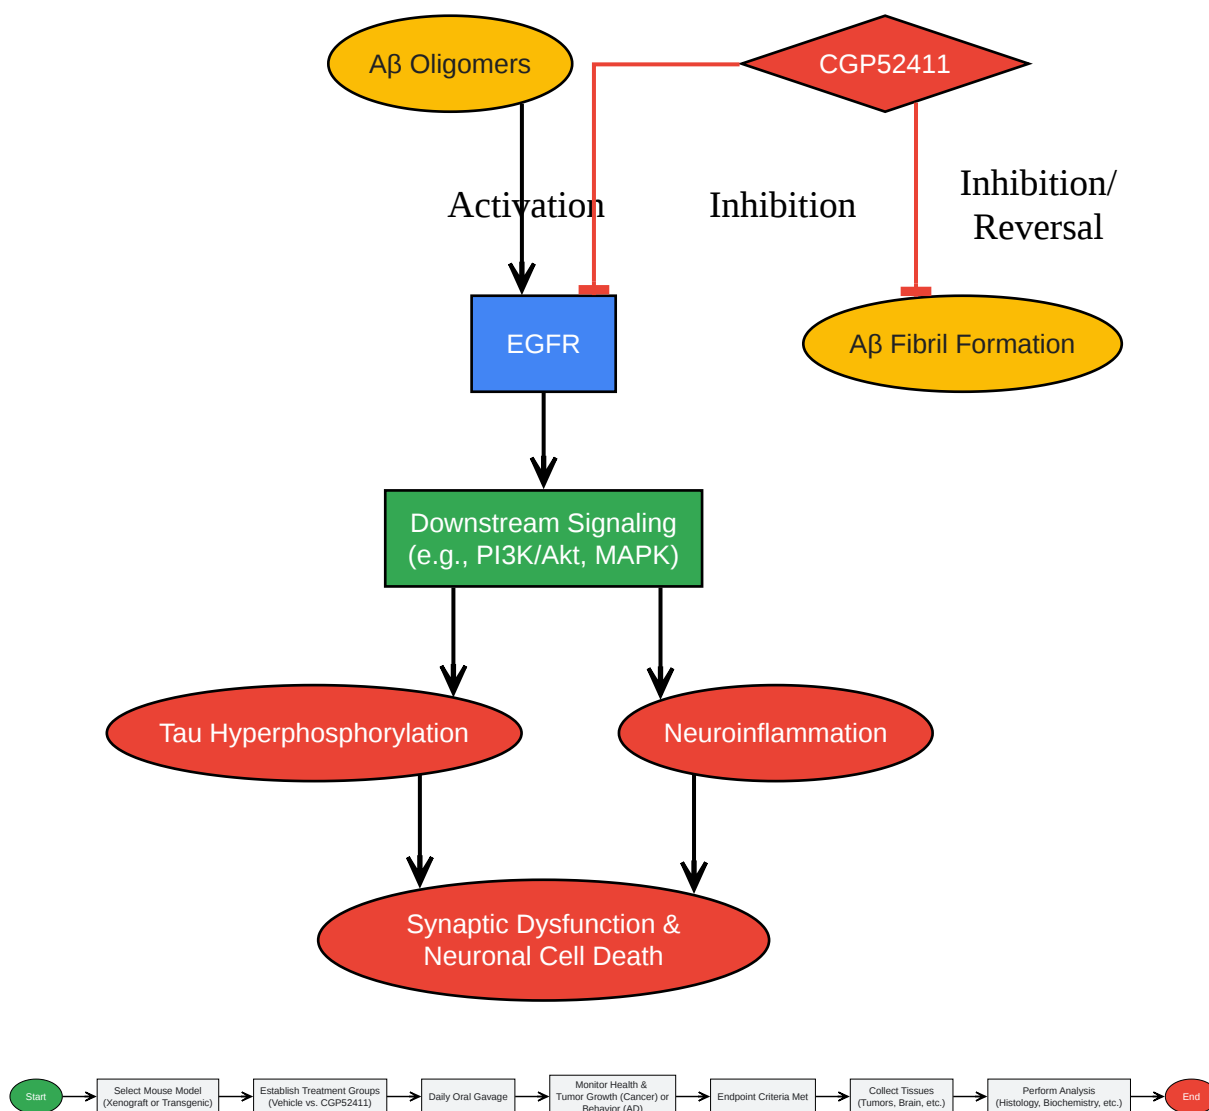 Aβ Oligomers
CGP52411
Activation
Inhibition
Inhibition/
Reversal
EGFR
Aβ Fibril Formation
Downstream Signaling
(e.g., PI3K/Akt, MAPK)
Tau Hyperphosphorylation
Neuroinflammation
Synaptic Dysfunction &
Neuronal Cell Death
Start
Select Mouse Model
(Xenograft or Transgenic)
Establish Treatment Groups
(Vehicle vs. CGP52411)
Daily Oral Gavage
Monitor Health &
Tumor Growth (Cancer) or
Behavior (AD)
Endpoint Criteria Met
Collect Tissues
(Tumors, Brain, etc.)
Perform Analysis
(Histology, Biochemistry, etc.)
End